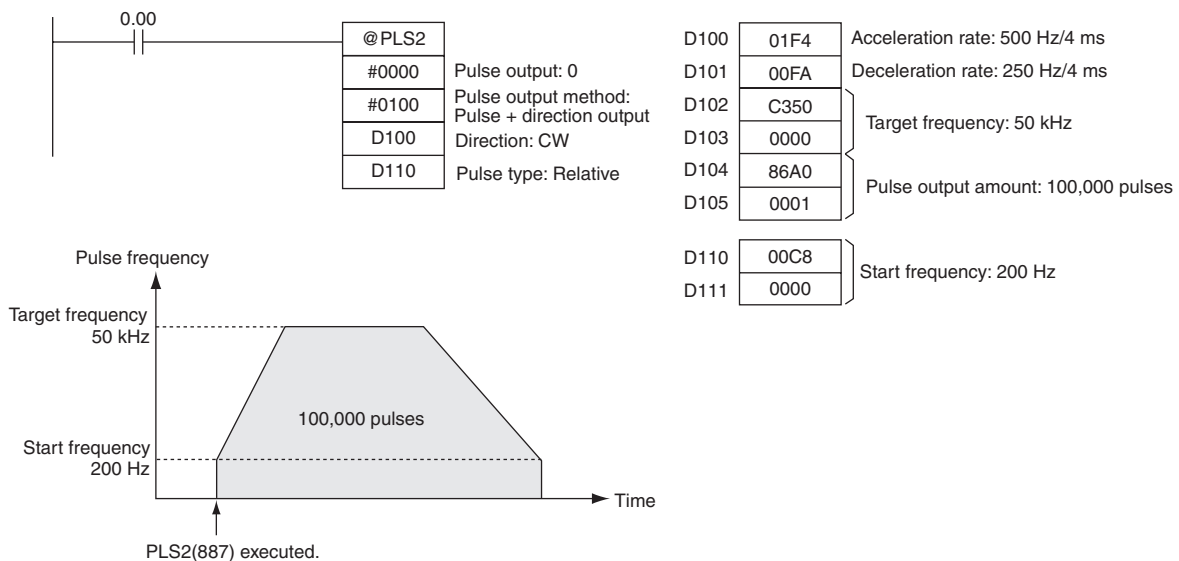 0.00
@PLS2
#0000 Pulse output: 0
#0100 Pulse output method:
Pulse + direction output
D100 Direction: CW
D110 Pulse type: Relative
D100 01F4 Acceleration rate: 500 Hz/4 ms
D101 00FA Deceleration rate: 250 Hz/4 ms
D102 C350
Target frequency: 50 kHz
D103 0000
D104 86A0
Pulse output amount: 100,000 pulses
D105 0001
D110 00C8
Start frequency: 200 Hz
D111 0000
Pulse frequency
Target frequency
50 kHz
100,000 pulses
Start frequency
200 Hz
Time
PLS2(887) executed.